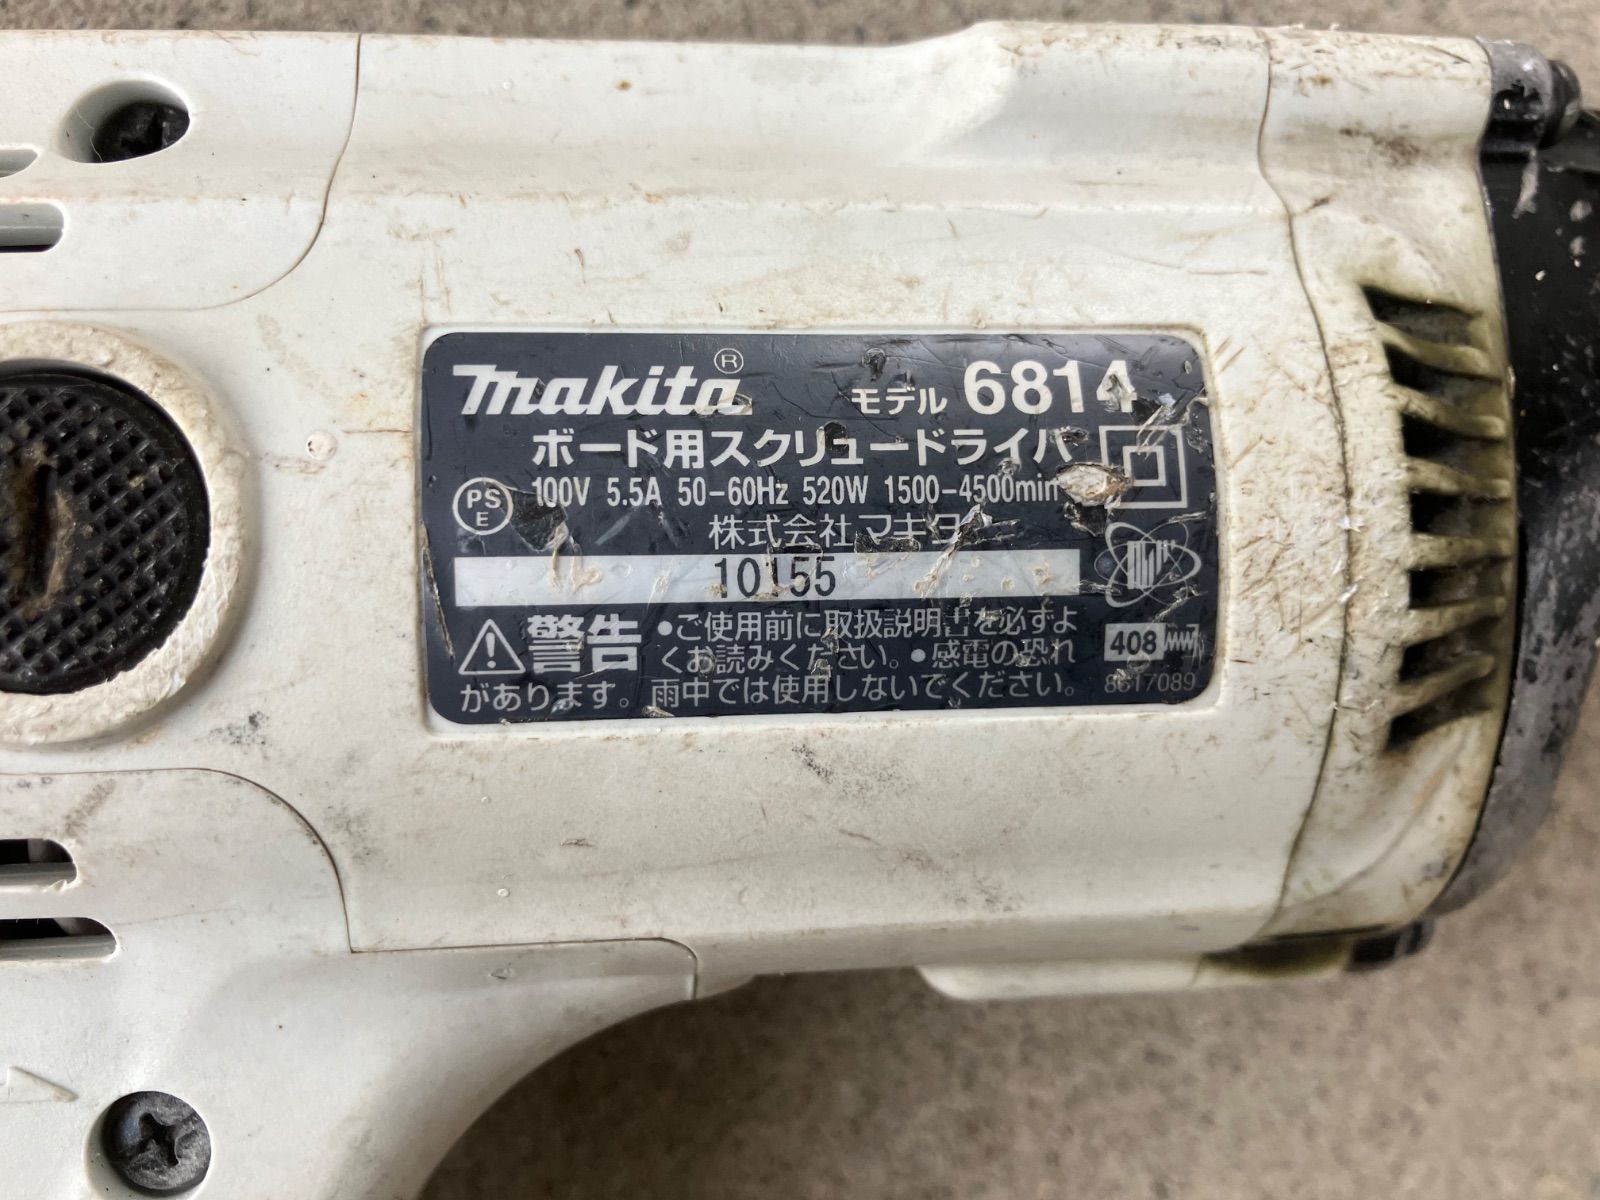 makita®
モデル 6814
ボード用スクリュードライバ
PS E
100V 5.5A 50-60Hz 520W 1500-4500min
株式会社マキタ
10155
警告 •ご使用前に取扱説明書を必ずよ
くお読みください。•感電の恐れ
があります。雨中では使用しないでください。
408
8617089